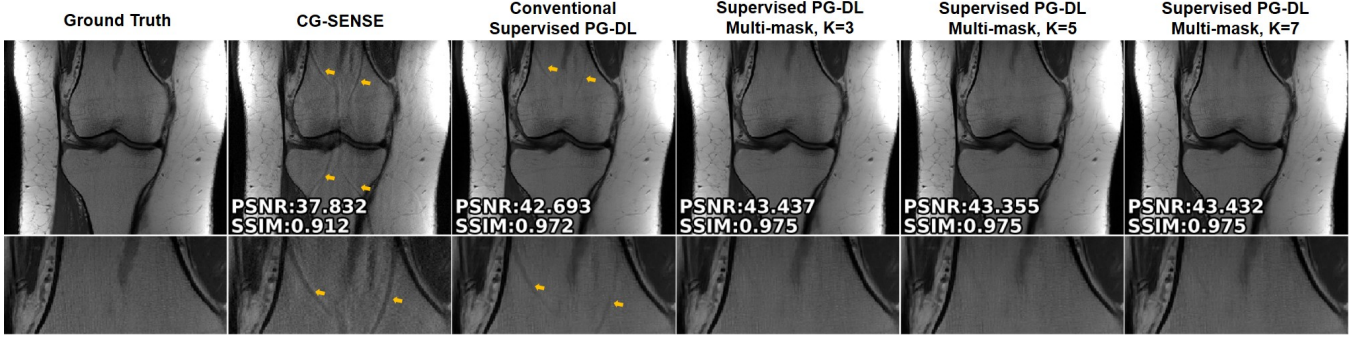 Ground Truth
CG-SENSE
Conventional
Supervised PG-DL
Supervised PG-DL
Multi-mask, K=3
Supervised PG-DL
Multi-mask, K=5
Supervised PG-DL
Multi-mask, K=7
PSNR:37.832
SSIM:0.912
PSNR:42.693
SSIM:0.972
PSNR:43.437
SSIM:0.975
PSNR:43.355
SSIM:0.975
PSNR:43.432
SSIM:0.975